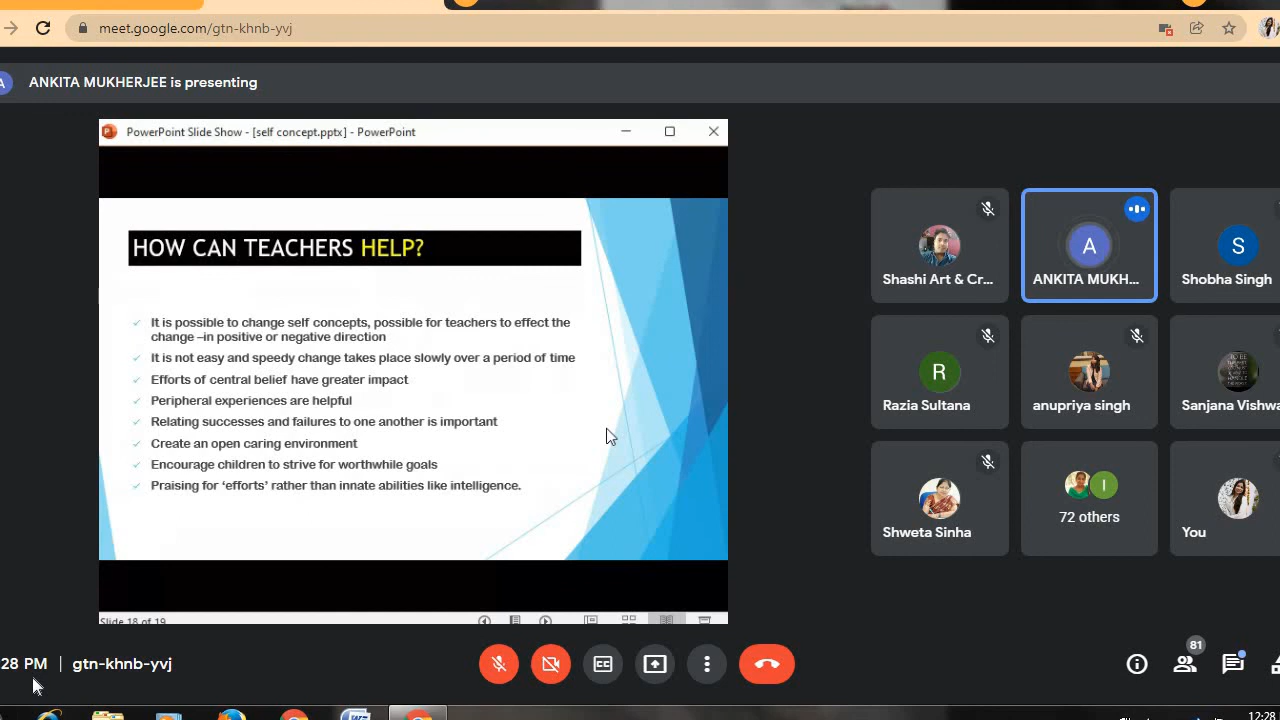 meet.google.com/gtn-khnb-yvj
A
ANKITA MUKHERJEE is presenting
PowerPoint Slide Show - [self concept.pptx] - PowerPoint
HOW CAN TEACHERS HELP?
It is possible to change self concepts, possible for teachers to effect the
change –in positive or negative direction
It is not easy and speedy change takes place slowly over a period of time
Efforts of central belief have greater impact
Peripheral experiences are helpful
Relating successes and failures to one another is important
Create an open caring environment
Encourage children to strive for worthwhile goals
Praising for ‘efforts’ rather than innate abilities like intelligence.
Slide 18 of 19
Shashi Art & Cr...
A
ANKITA MUKH...
S
Shobha Singh
R
Razia Sultana
anupriya singh
Sanjana Vishwa
Shweta Sinha
I
72 others
You
28 PM | gtn-khnb-yvj
81
12:28